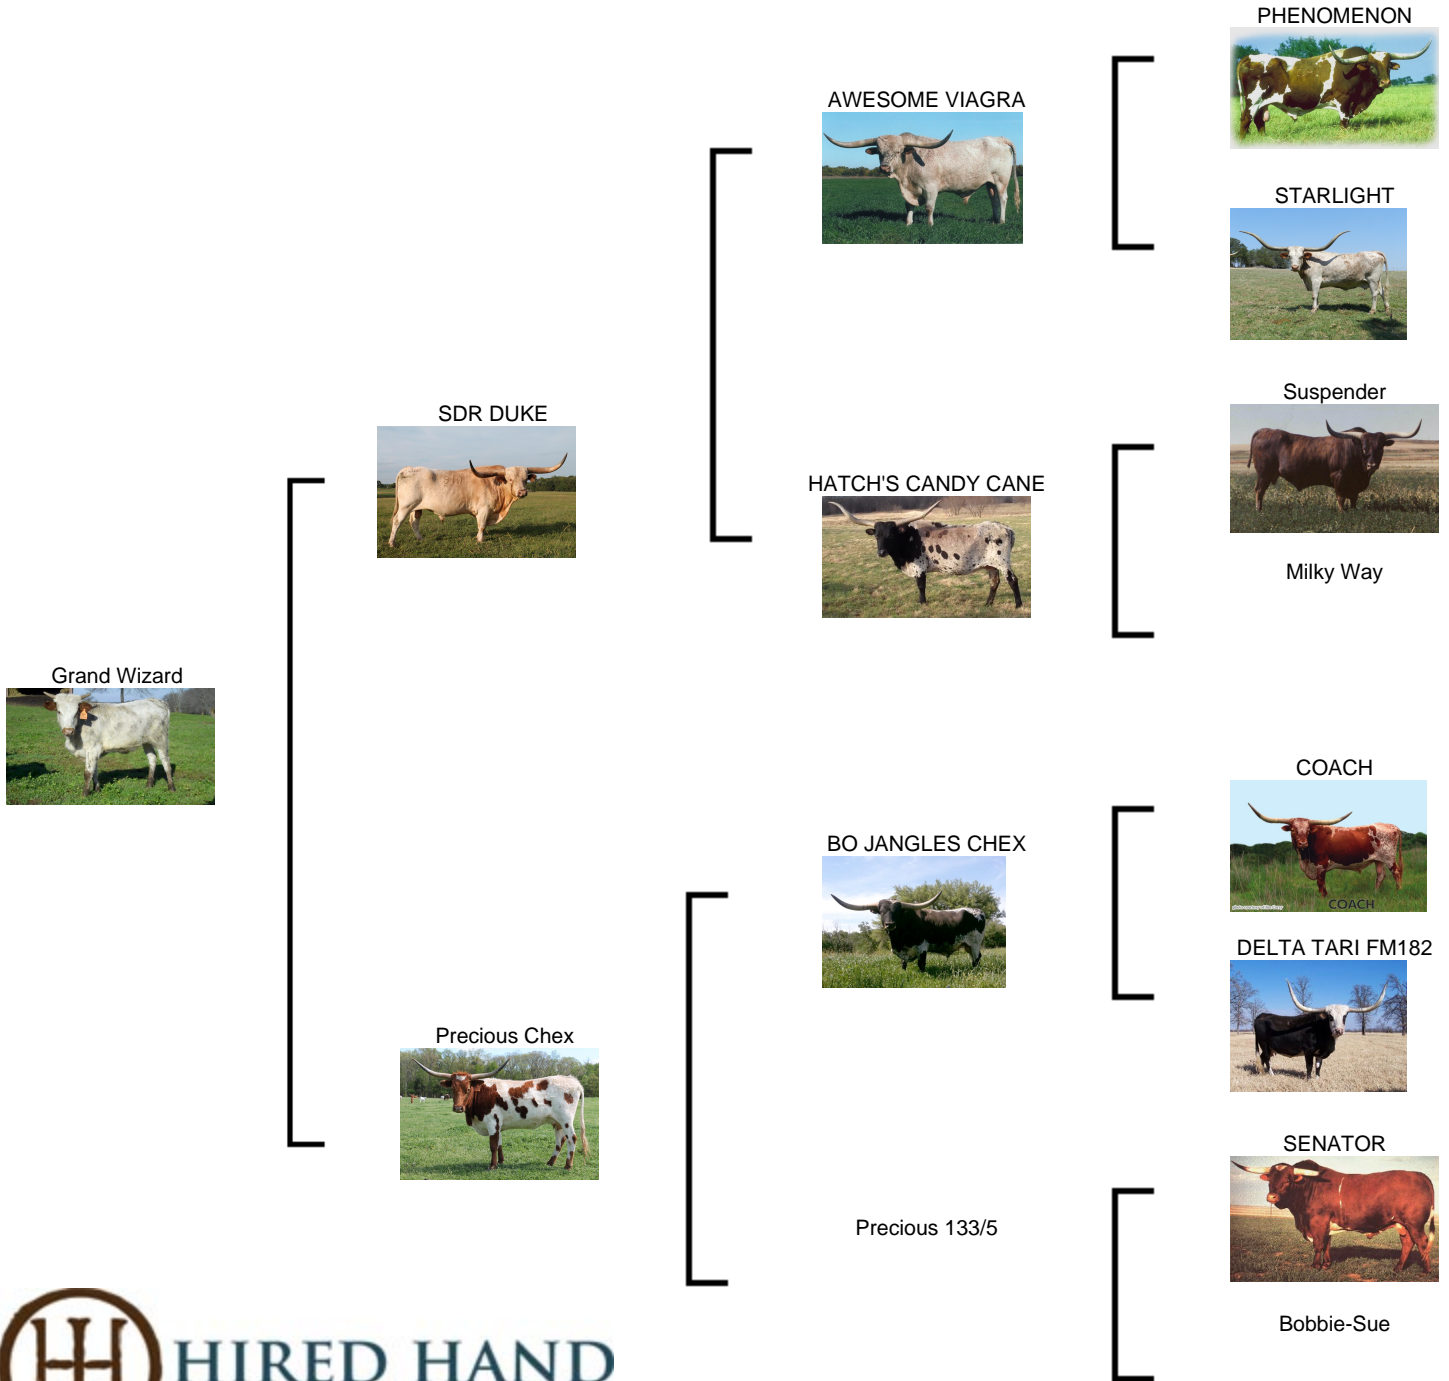 PHENOMENON
AWESOME VIAGRA
STARLIGHT
Suspender
SDR DUKE
HATCH'S CANDY CANE
Milky Way
Grand Wizard
COACH
BO JANGLES CHEX
COACH
DELTA TARI FM182
Precious Chex
SENATOR
Precious 133/5
Bobbie-Sue
HIRED HAND